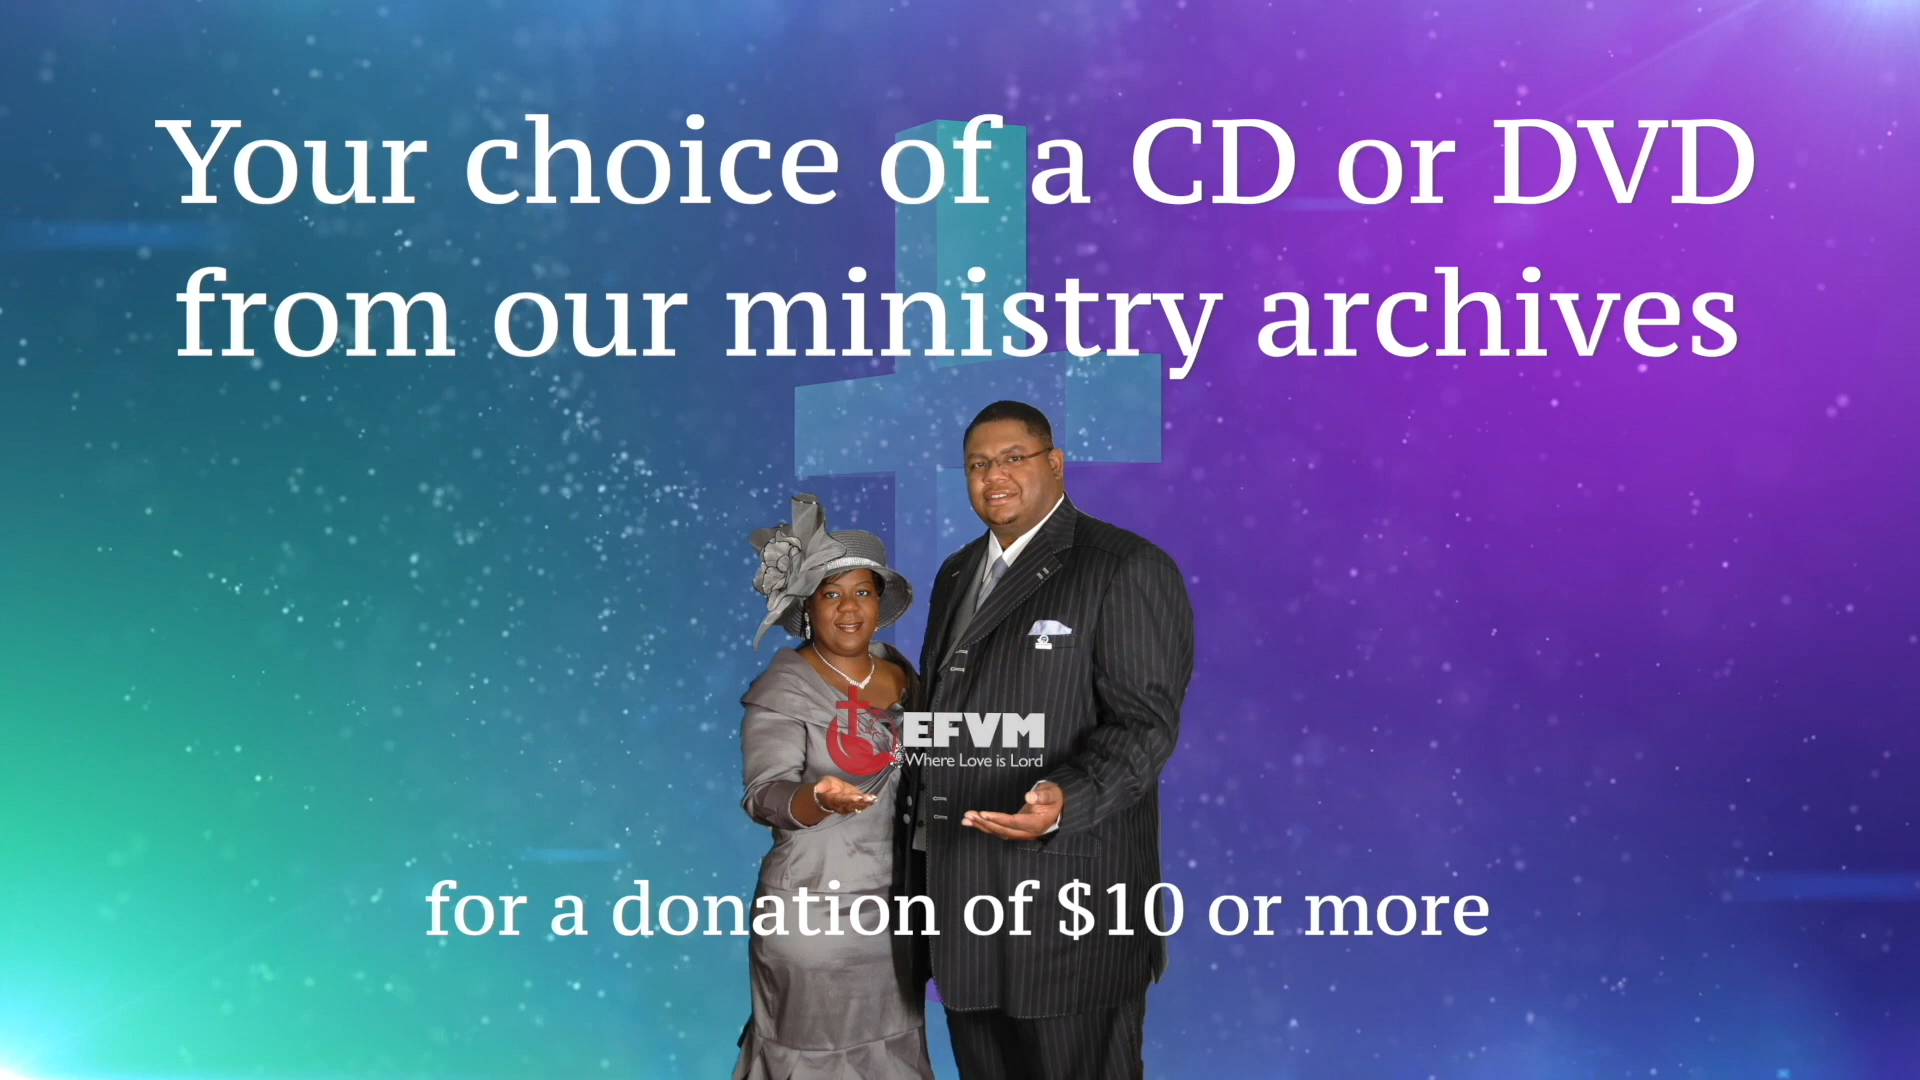 Your choice of a CD or DVD
from our ministry archives
EFVM
Where Love is Lord
for a donation of $10 or more